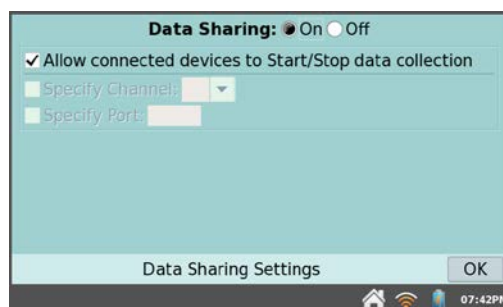 Data Sharing: On Off
Allow connected devices to Start/Stop data collection
Specify Channel:
Specify Port:
Data Sharing Settings OK
07:42PM